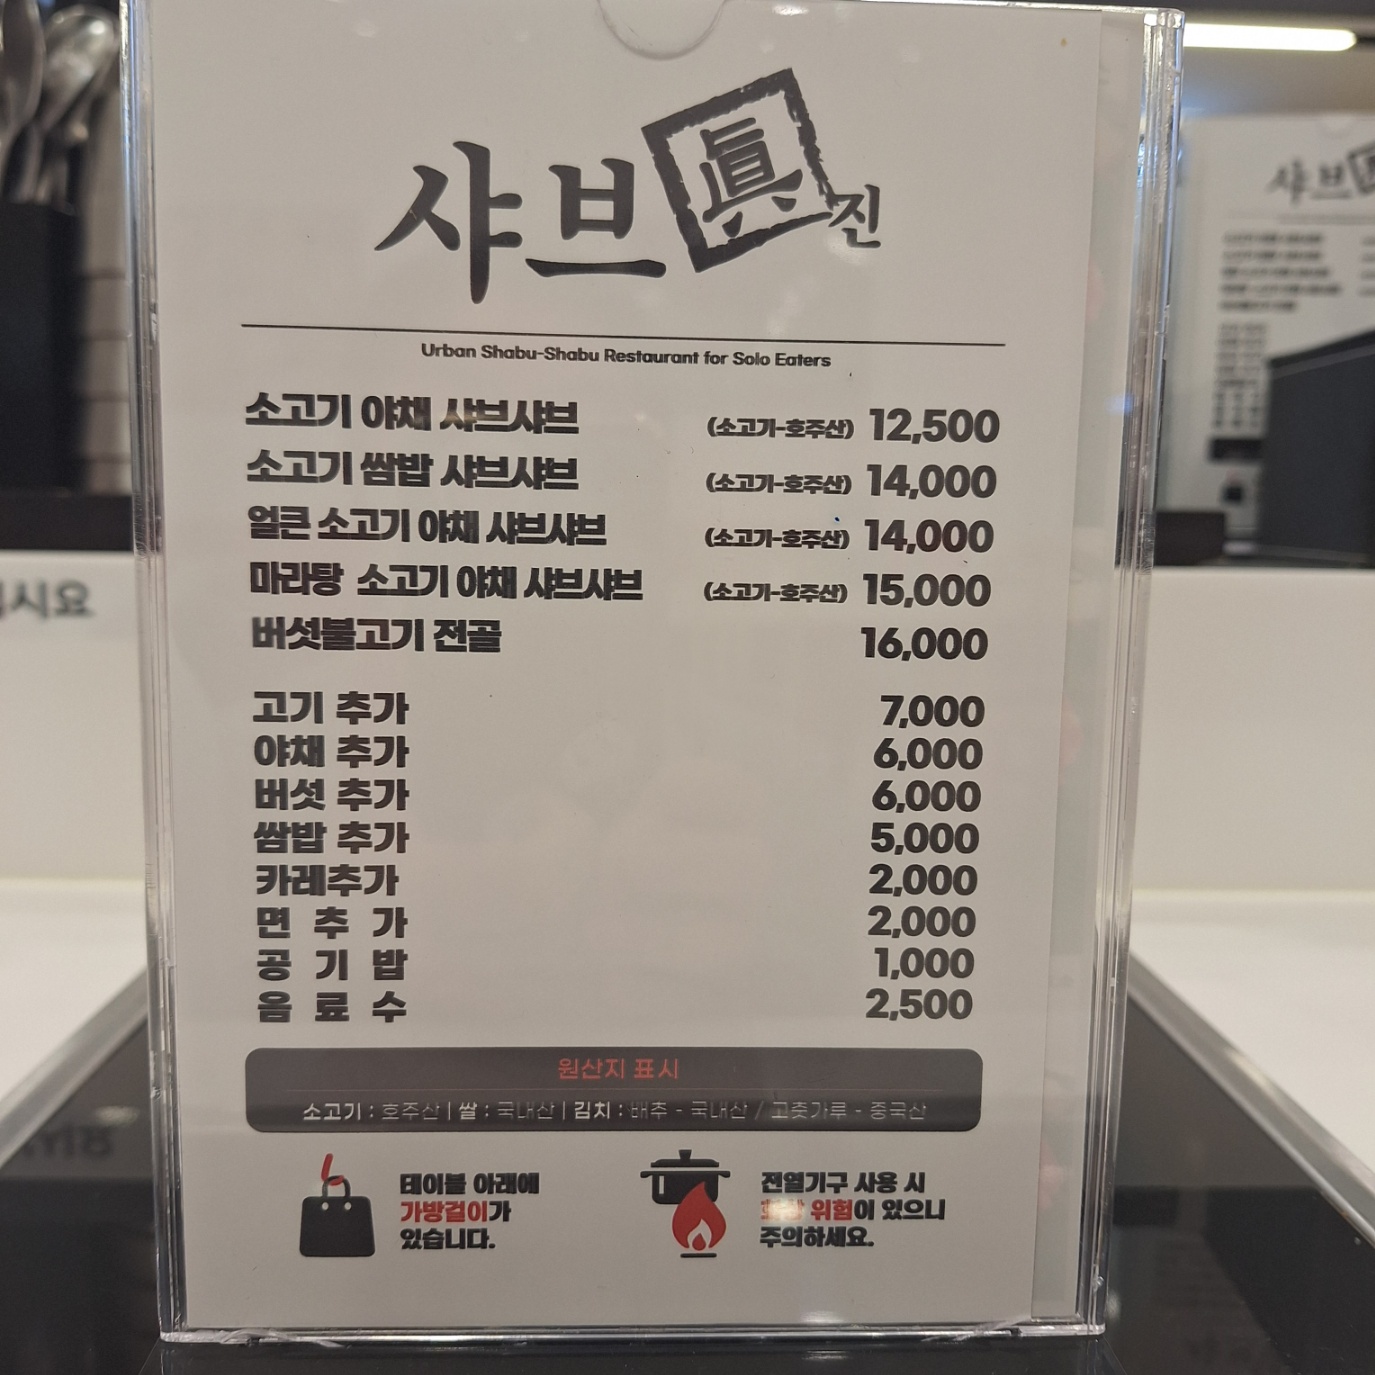 샤브眞진
Urban Shabu-Shabu Restaurant for Solo Eaters
소고기 야채 샤브샤브 (소고기-호주산) 12,500
소고기 쌈밥 샤브샤브 (소고기-호주산) 14,000
얼큰 소고기 야채 샤브샤브 (소고기-호주산) 14,000
마라탕 소고기 야채 샤브샤브 (소고기-호주산) 15,000
버섯불고기 전골 16,000
고기 추가 7,000
야채 추가 6,000
버섯 추가 6,000
쌈밥 추가 5,000
카레추가 2,000
면 추 가 2,000
공 기 밥 1,000
음 료 수 2,500
원산지 표시
소고기 : 호주산 | 쌀 : 국내산 | 김치 : 배추 - 국내산 / 고춧가루 - 중국산
테이블 아래에
가방걸이가
있습니다.
전열기구 사용 시
화상 위험이 있으니
주의하세요.
샤브